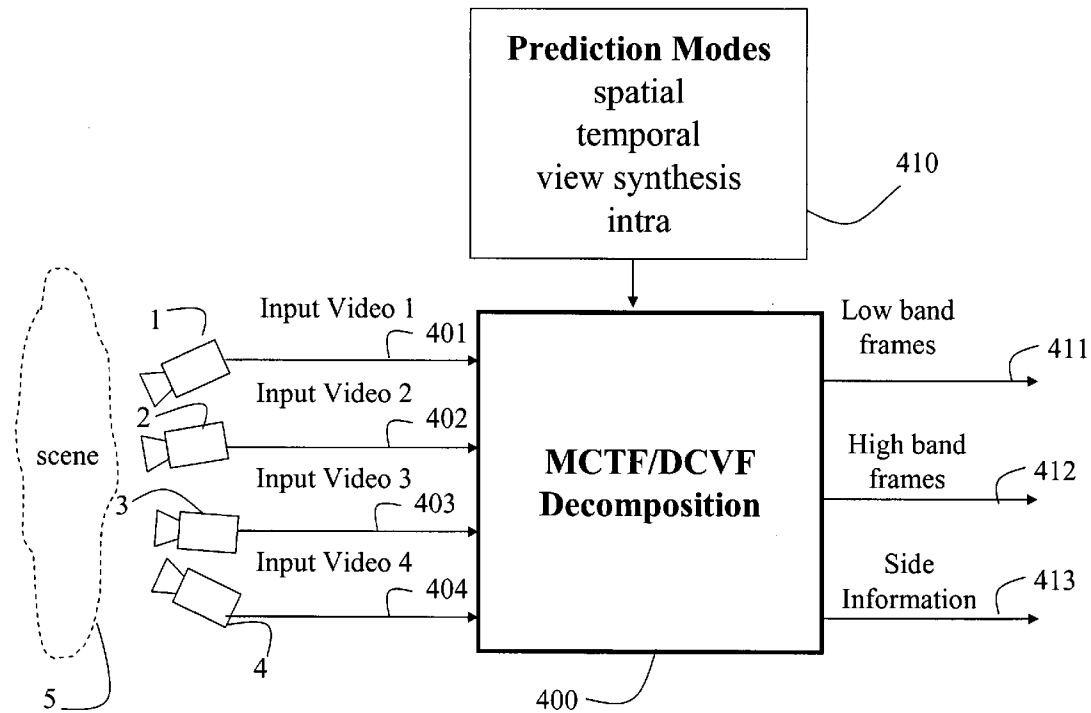 Prediction Modes
spatial
temporal
view synthesis
intra
410
1
Input Video 1
401
2
Input Video 2
402
scene
3
Input Video 3
403
Input Video 4
404
4
5
MCTF/DCVF
Decomposition
400
Low band
frames
411
High band
frames
412
Side
Information
413